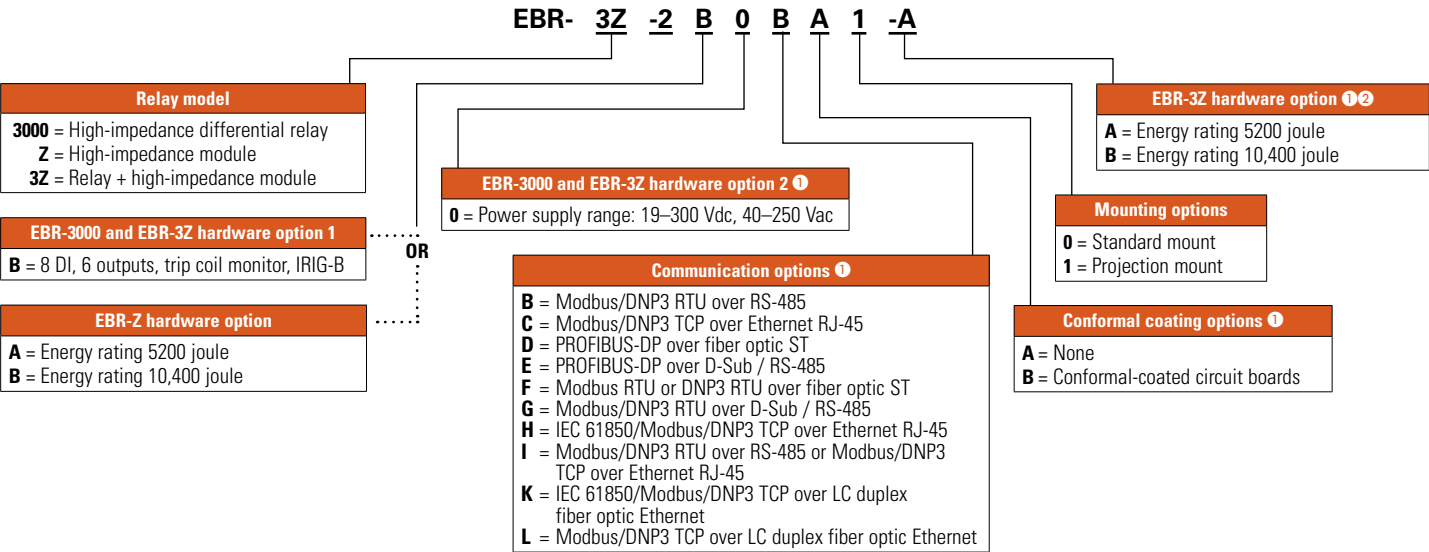 EBR- 3Z -2 B 0 B A 1 -A
Relay model
3000 = High-impedance differential relay
Z = High-impedance module
3Z = Relay + high-impedance module
EBR-3000 and EBR-3Z hardware option 1
B = 8 DI, 6 outputs, trip coil monitor, IRIG-B
OR
EBR-Z hardware option
A = Energy rating 5200 joule
B = Energy rating 10,400 joule
EBR-3000 and EBR-3Z hardware option 2 ❶
0 = Power supply range: 19–300 Vdc, 40–250 Vac
Communication options ❶
B = Modbus/DNP3 RTU over RS-485
C = Modbus/DNP3 TCP over Ethernet RJ-45
D = PROFIBUS-DP over fiber optic ST
E = PROFIBUS-DP over D-Sub / RS-485
F = Modbus RTU or DNP3 RTU over fiber optic ST
G = Modbus/DNP3 RTU over D-Sub / RS-485
H = IEC 61850/Modbus/DNP3 TCP over Ethernet RJ-45
I = Modbus/DNP3 RTU over RS-485 or Modbus/DNP3
TCP over Ethernet RJ-45
K = IEC 61850/Modbus/DNP3 TCP over LC duplex
fiber optic Ethernet
L = Modbus/DNP3 TCP over LC duplex fiber optic Ethernet
EBR-3Z hardware option ❶❷
A = Energy rating 5200 joule
B = Energy rating 10,400 joule
Mounting options
0 = Standard mount
1 = Projection mount
Conformal coating options ❶
A = None
B = Conformal-coated circuit boards